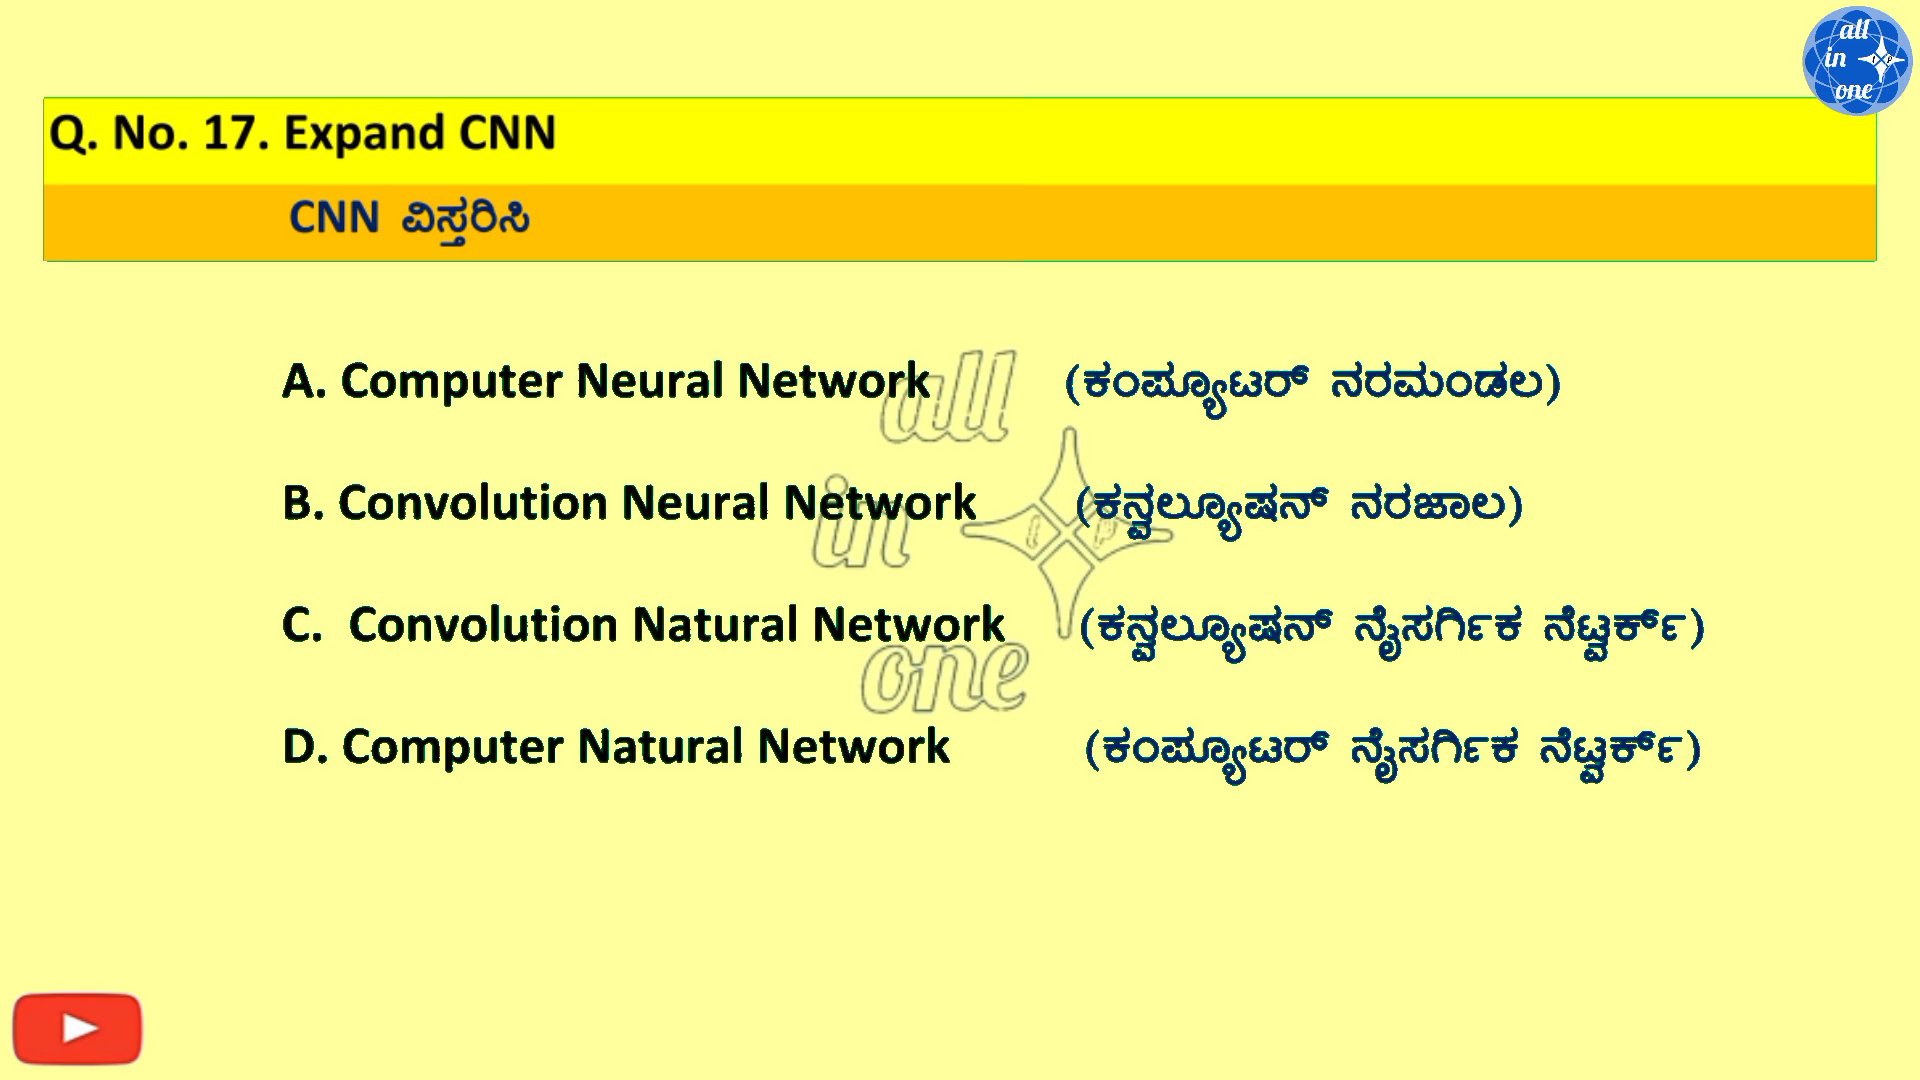 all
in
one
Q. No. 17. Expand CNN
CNN ವಿಸ್ತರಿಸಿ
A. Computer Neural Network (ಕಂಪ್ಯೂಟರ್ ನರಮಂಡಲ)
B. Convolution Neural Network (ಕನ್ವಲ್ಯೂಷನ್ ನರಜಾಲ)
C. Convolution Natural Network (ಕನ್ವಲ್ಯೂಷನ್ ನೈಸರ್ಗಿಕ ನೆಟ್ವರ್ಕ್)
D. Computer Natural Network (ಕಂಪ್ಯೂಟರ್ ನೈಸರ್ಗಿಕ ನೆಟ್ವರ್ಕ್)
all
in
I P
one